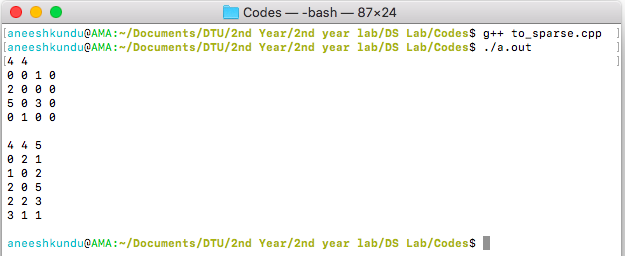 Codes — -bash — 87×24
[aneeshkundu@AMA:~/Documents/DTU/2nd Year/2nd year lab/DS Lab/Codes$ g++ to_sparse.cpp ]
[aneeshkundu@AMA:~/Documents/DTU/2nd Year/2nd year lab/DS Lab/Codes$ ./a.out ]
[4 4 ]
0 0 1 0
2 0 0 0
5 0 3 0
0 1 0 0

4 4 5
0 2 1
1 0 2
2 0 5
2 2 3
3 1 1

aneeshkundu@AMA:~/Documents/DTU/2nd Year/2nd year lab/DS Lab/Codes$